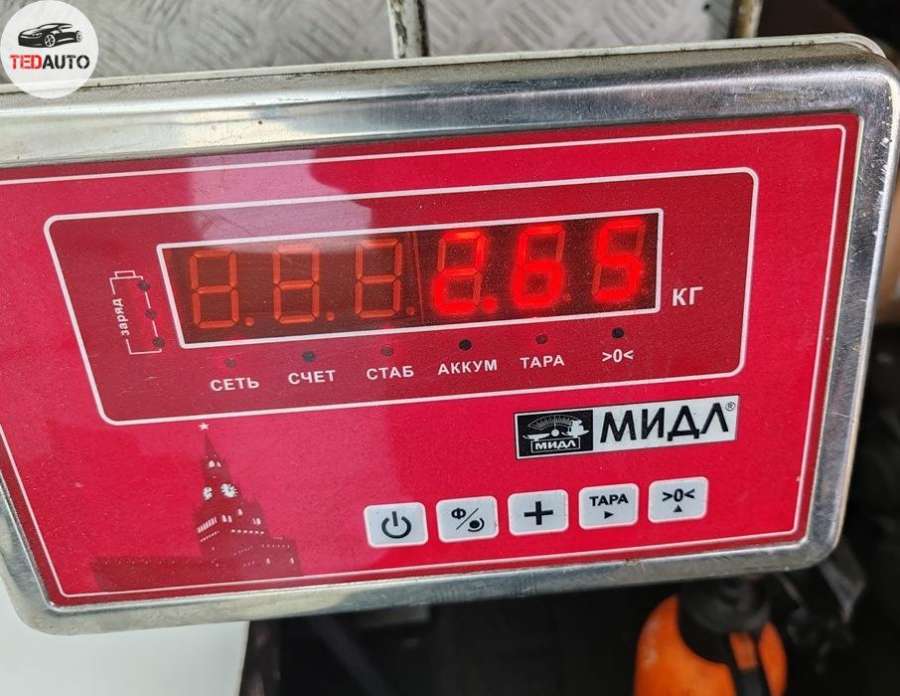 TEDAUTO
2.65
КГ
заряд
СЕТЬ СЧЕТ СТАБ АККУМ ТАРА >0<
МИДЛ МИДЛ®
Ф/ + ТАРА >0<